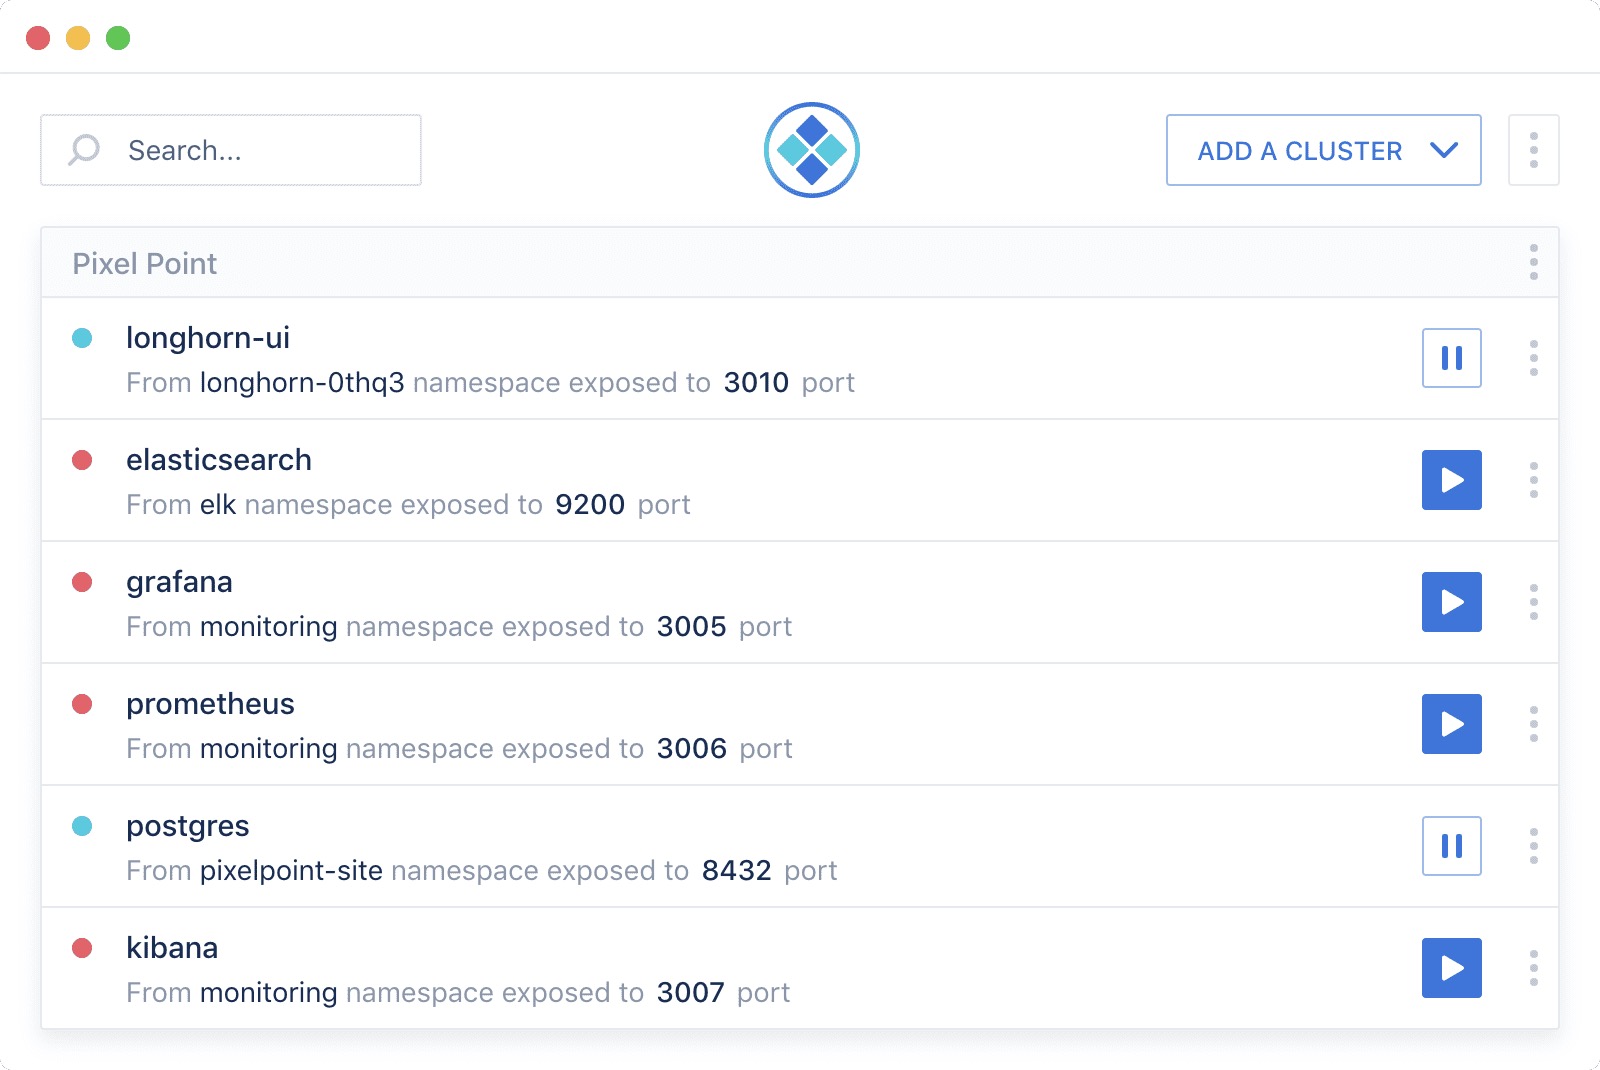 Search...
ADD A CLUSTER
Pixel Point
longhorn-ui
From longhorn-0thq3 namespace exposed to 3010 port
elasticsearch
From elk namespace exposed to 9200 port
grafana
From monitoring namespace exposed to 3005 port
prometheus
From monitoring namespace exposed to 3006 port
postgres
From pixelpoint-site namespace exposed to 8432 port
kibana
From monitoring namespace exposed to 3007 port